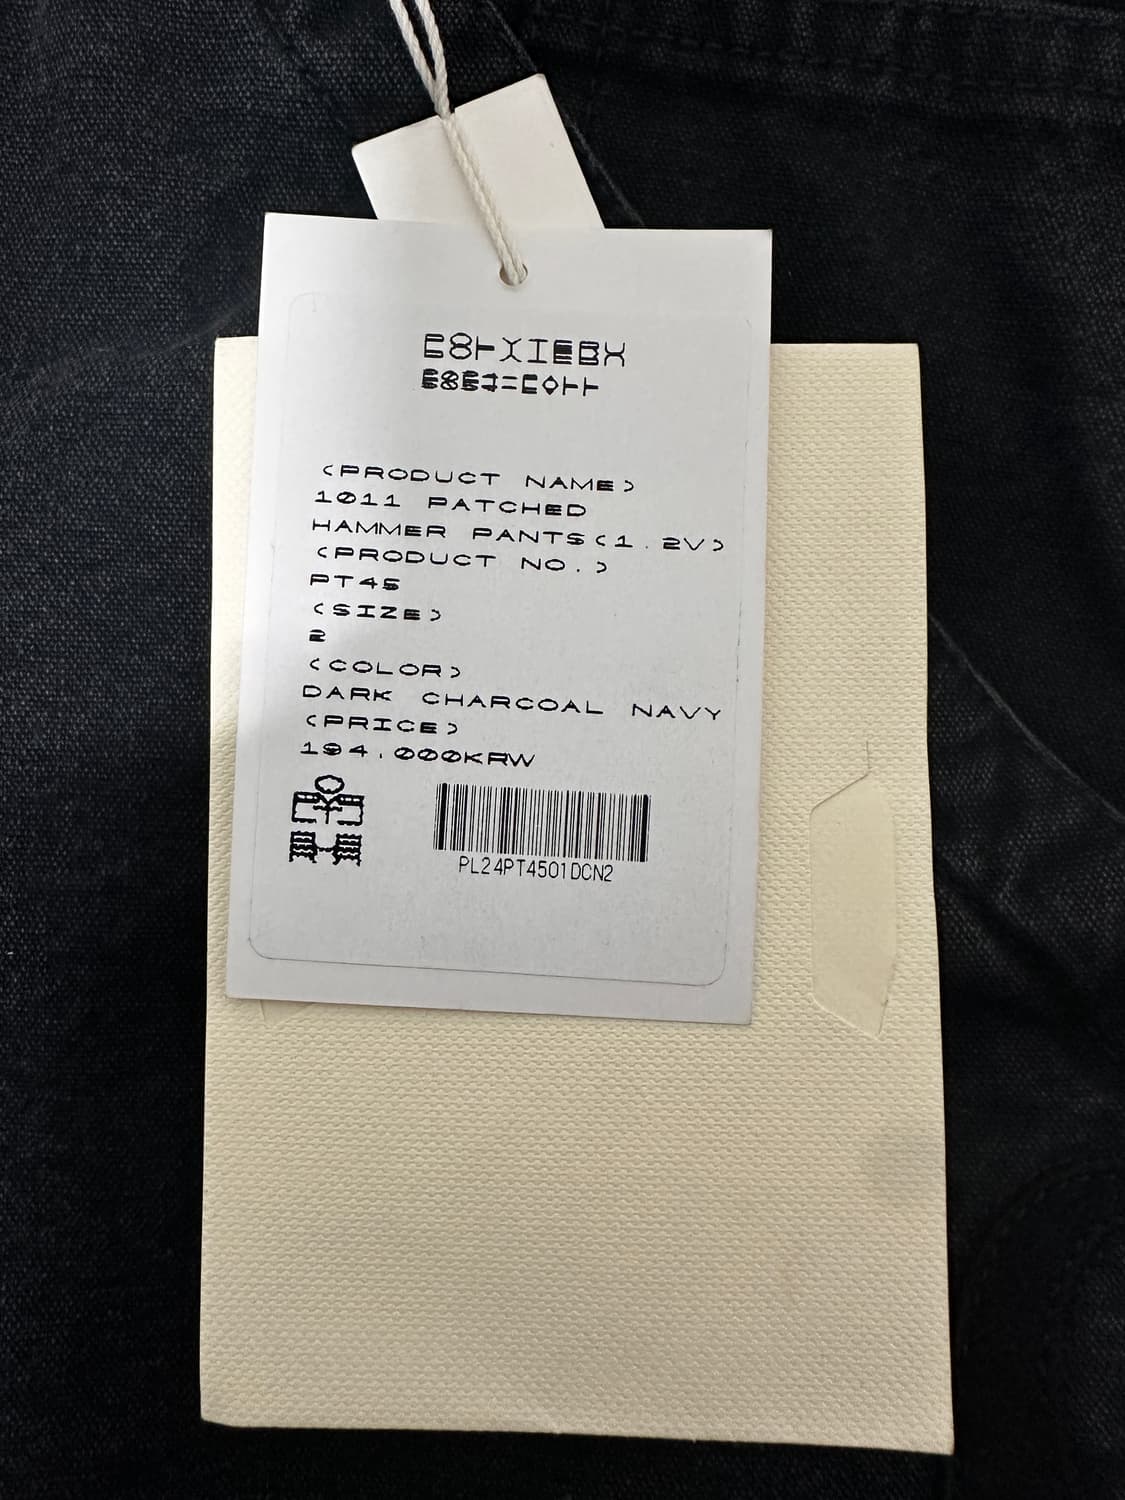 <PRODUCT NAME>
1011 PATCHED
HAMMER PANTS<1.2V>
<PRODUCT NO.>
PT45
<SIZE>
2
<COLOR>
DARK CHARCOAL NAVY
<PRICE>
194.000KRW
PL24PT4501DCN2